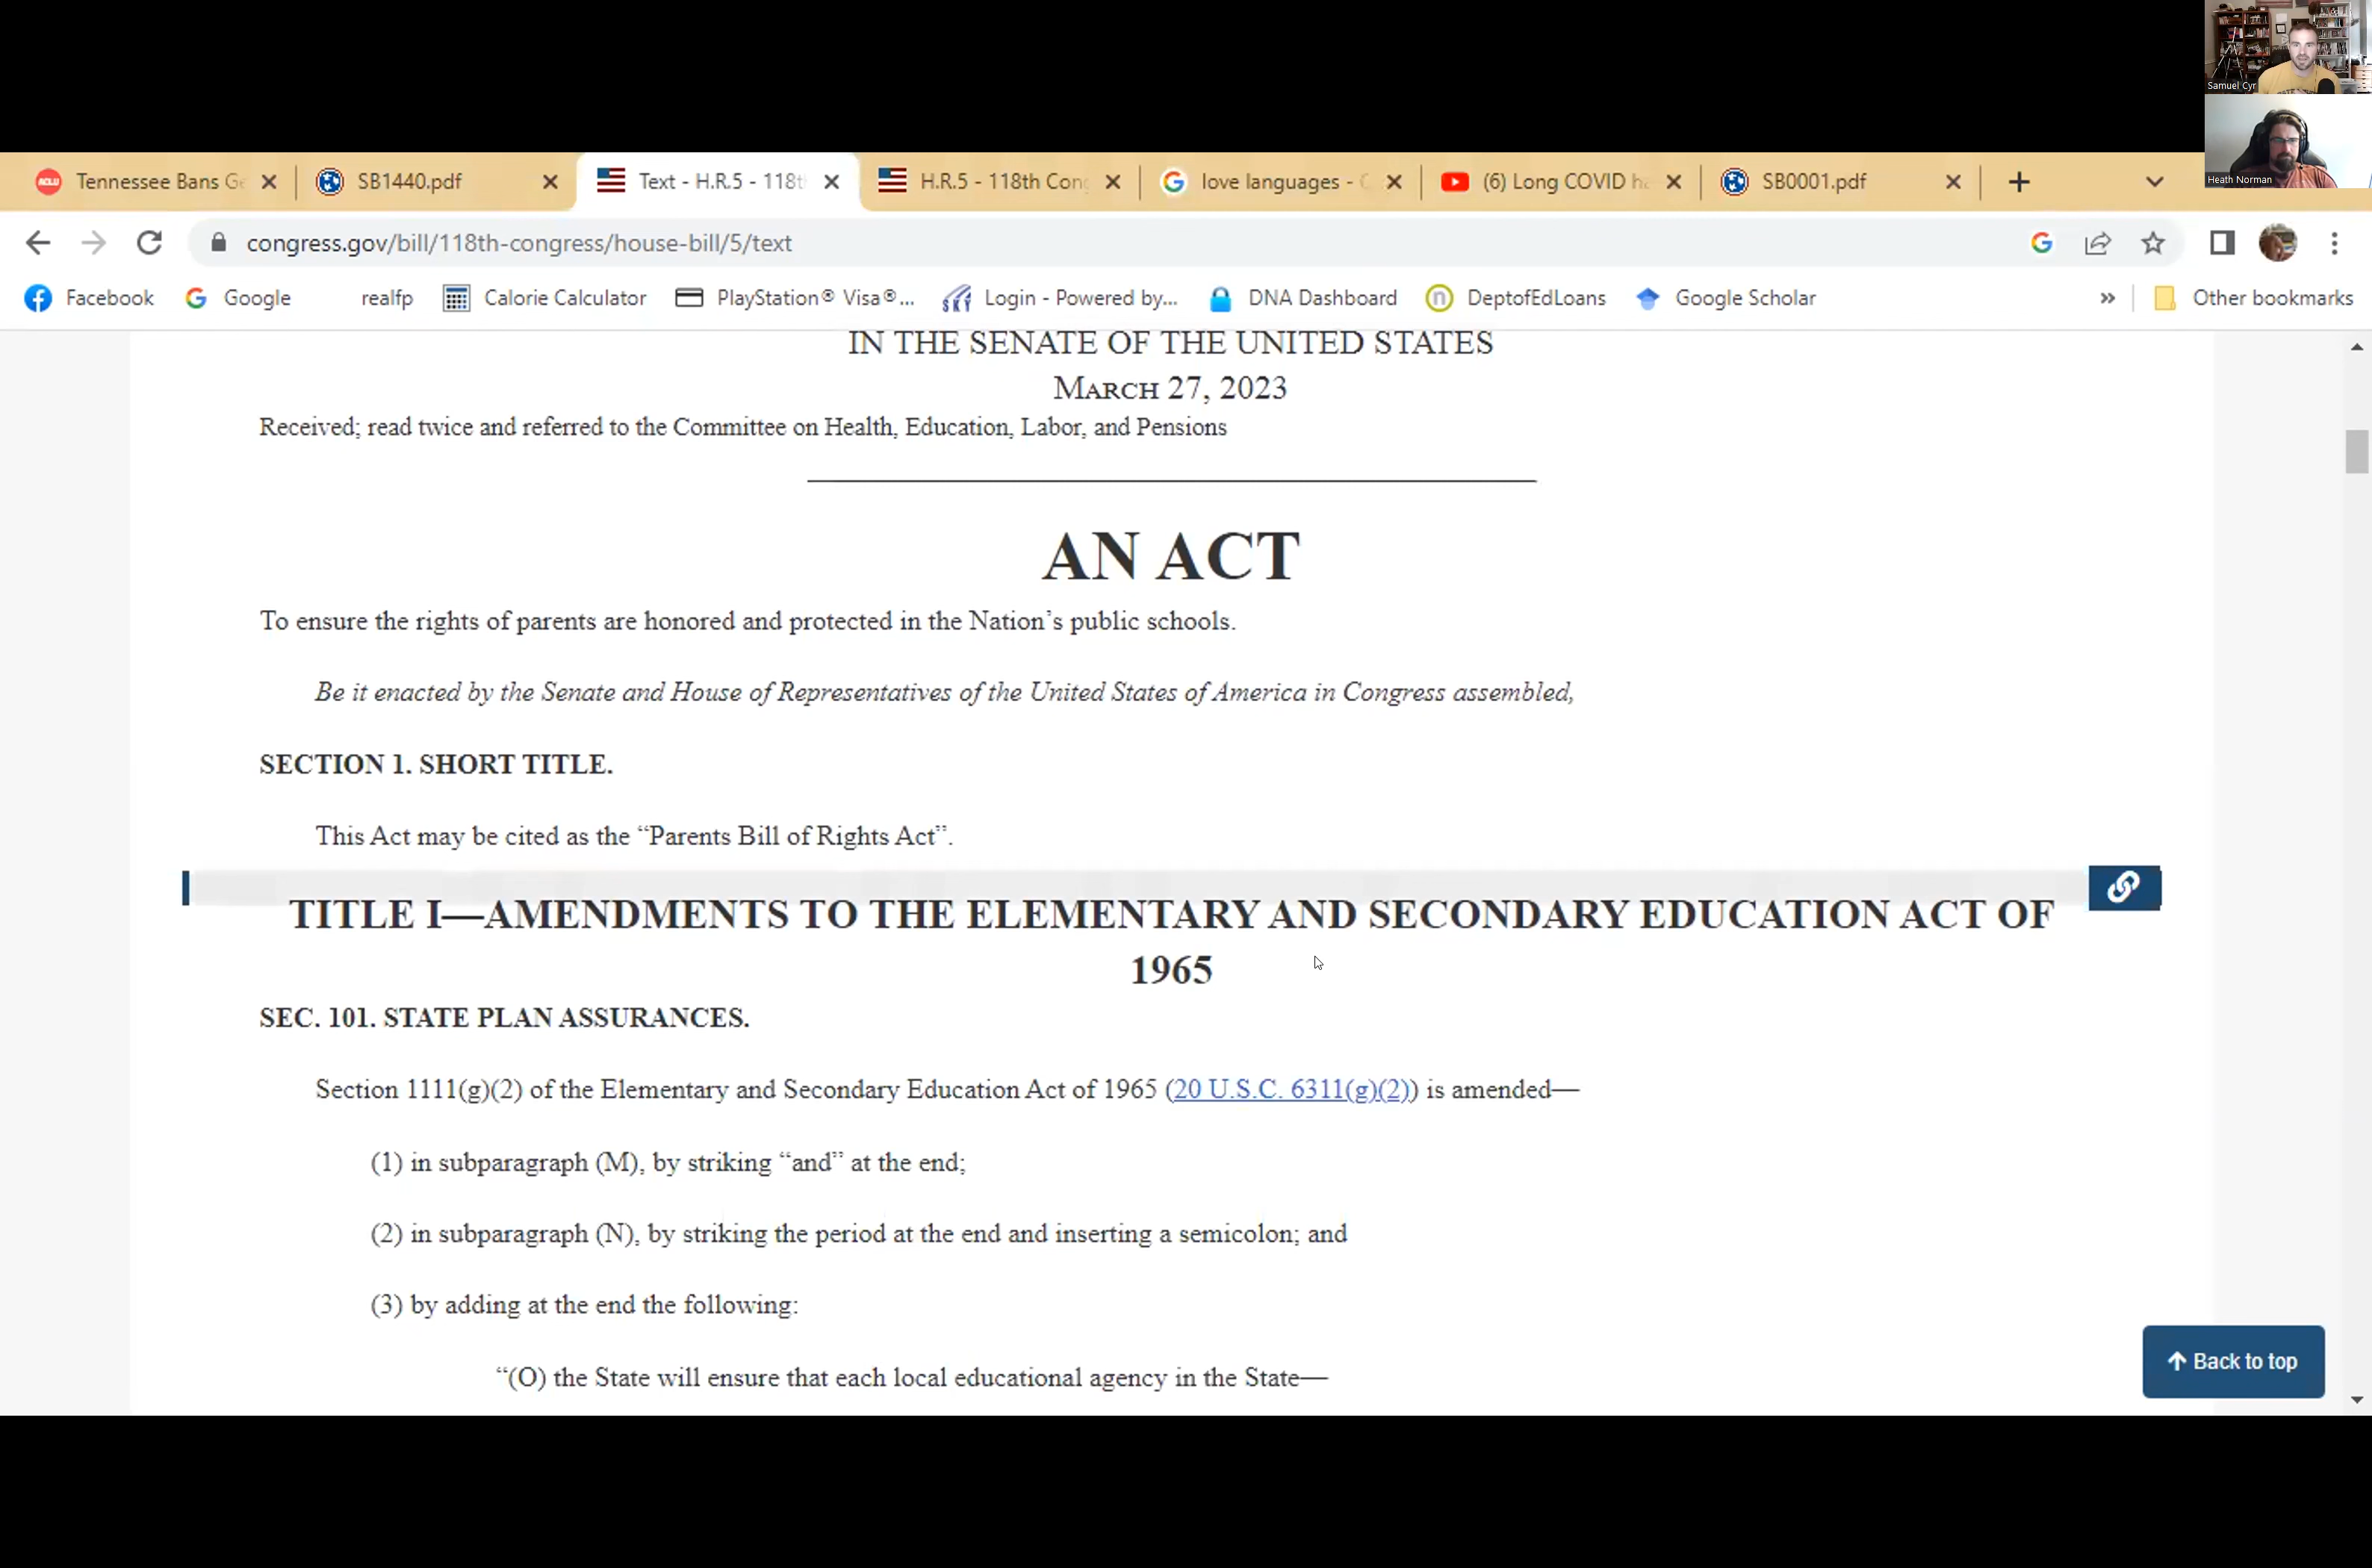 Samuel Cyr
Heath Norman
ACLU Tennessee Bans Ge
SB1440.pdf
Text - H.R.5 - 118t
H.R.5 - 118th Con
love languages -
(6) Long COVID ha
SB0001.pdf
congress.gov/bill/118th-congress/house-bill/5/text
Facebook
Google
realfp
Calorie Calculator
PlayStation® Visa®...
Login - Powered by...
DNA Dashboard
DeptofEdLoans
Google Scholar
Other bookmarks
IN THE SENATE OF THE UNITED STATES
MARCH 27, 2023
Received; read twice and referred to the Committee on Health, Education, Labor, and Pensions
AN ACT
To ensure the rights of parents are honored and protected in the Nation’s public schools.
Be it enacted by the Senate and House of Representatives of the United States of America in Congress assembled,
SECTION 1. SHORT TITLE.
This Act may be cited as the “Parents Bill of Rights Act”.
TITLE I—AMENDMENTS TO THE ELEMENTARY AND SECONDARY EDUCATION ACT OF
1965
SEC. 101. STATE PLAN ASSURANCES.
Section 1111(g)(2) of the Elementary and Secondary Education Act of 1965 (20 U.S.C. 6311(g)(2)) is amended—
(1) in subparagraph (M), by striking “and” at the end;
(2) in subparagraph (N), by striking the period at the end and inserting a semicolon; and
(3) by adding at the end the following:
“(O) the State will ensure that each local educational agency in the State—
Back to top